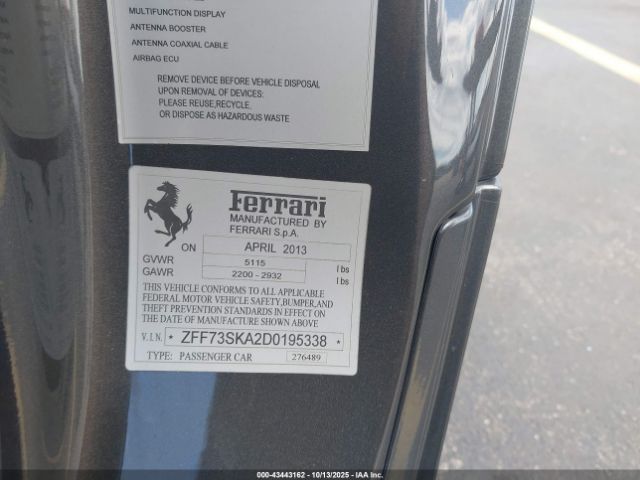 MULTIFUNCTION DISPLAY
ANTENNA BOOSTER
ANTENNA COAXIAL CABLE
AIRBAG ECU
REMOVE DEVICE BEFORE VEHICLE DISPOSAL
UPON REMOVAL OF DEVICES:
PLEASE REUSE,RECYCLE,
OR DISPOSE AS HAZARDOUS WASTE
Ferrari
MANUFACTURED BY
FERRARI S.p.A.
ON APRIL 2013
GVWR 5115 lbs
GAWR 2200 - 2932 lbs
THIS VEHICLE CONFORMS TO ALL APPLICABLE
FEDERAL MOTOR VEHICLE SAFETY,BUMPER,AND
THEFT PREVENTION STANDARDS IN EFFECT ON
THE DATE OF MANUFACTURE SHOWN ABOVE
V.I.N. * ZFF73SKA2D0195338 *
TYPE: PASSENGER CAR 276489
000-43443162 - 10/13/2025 - IAA Inc.(Owner)